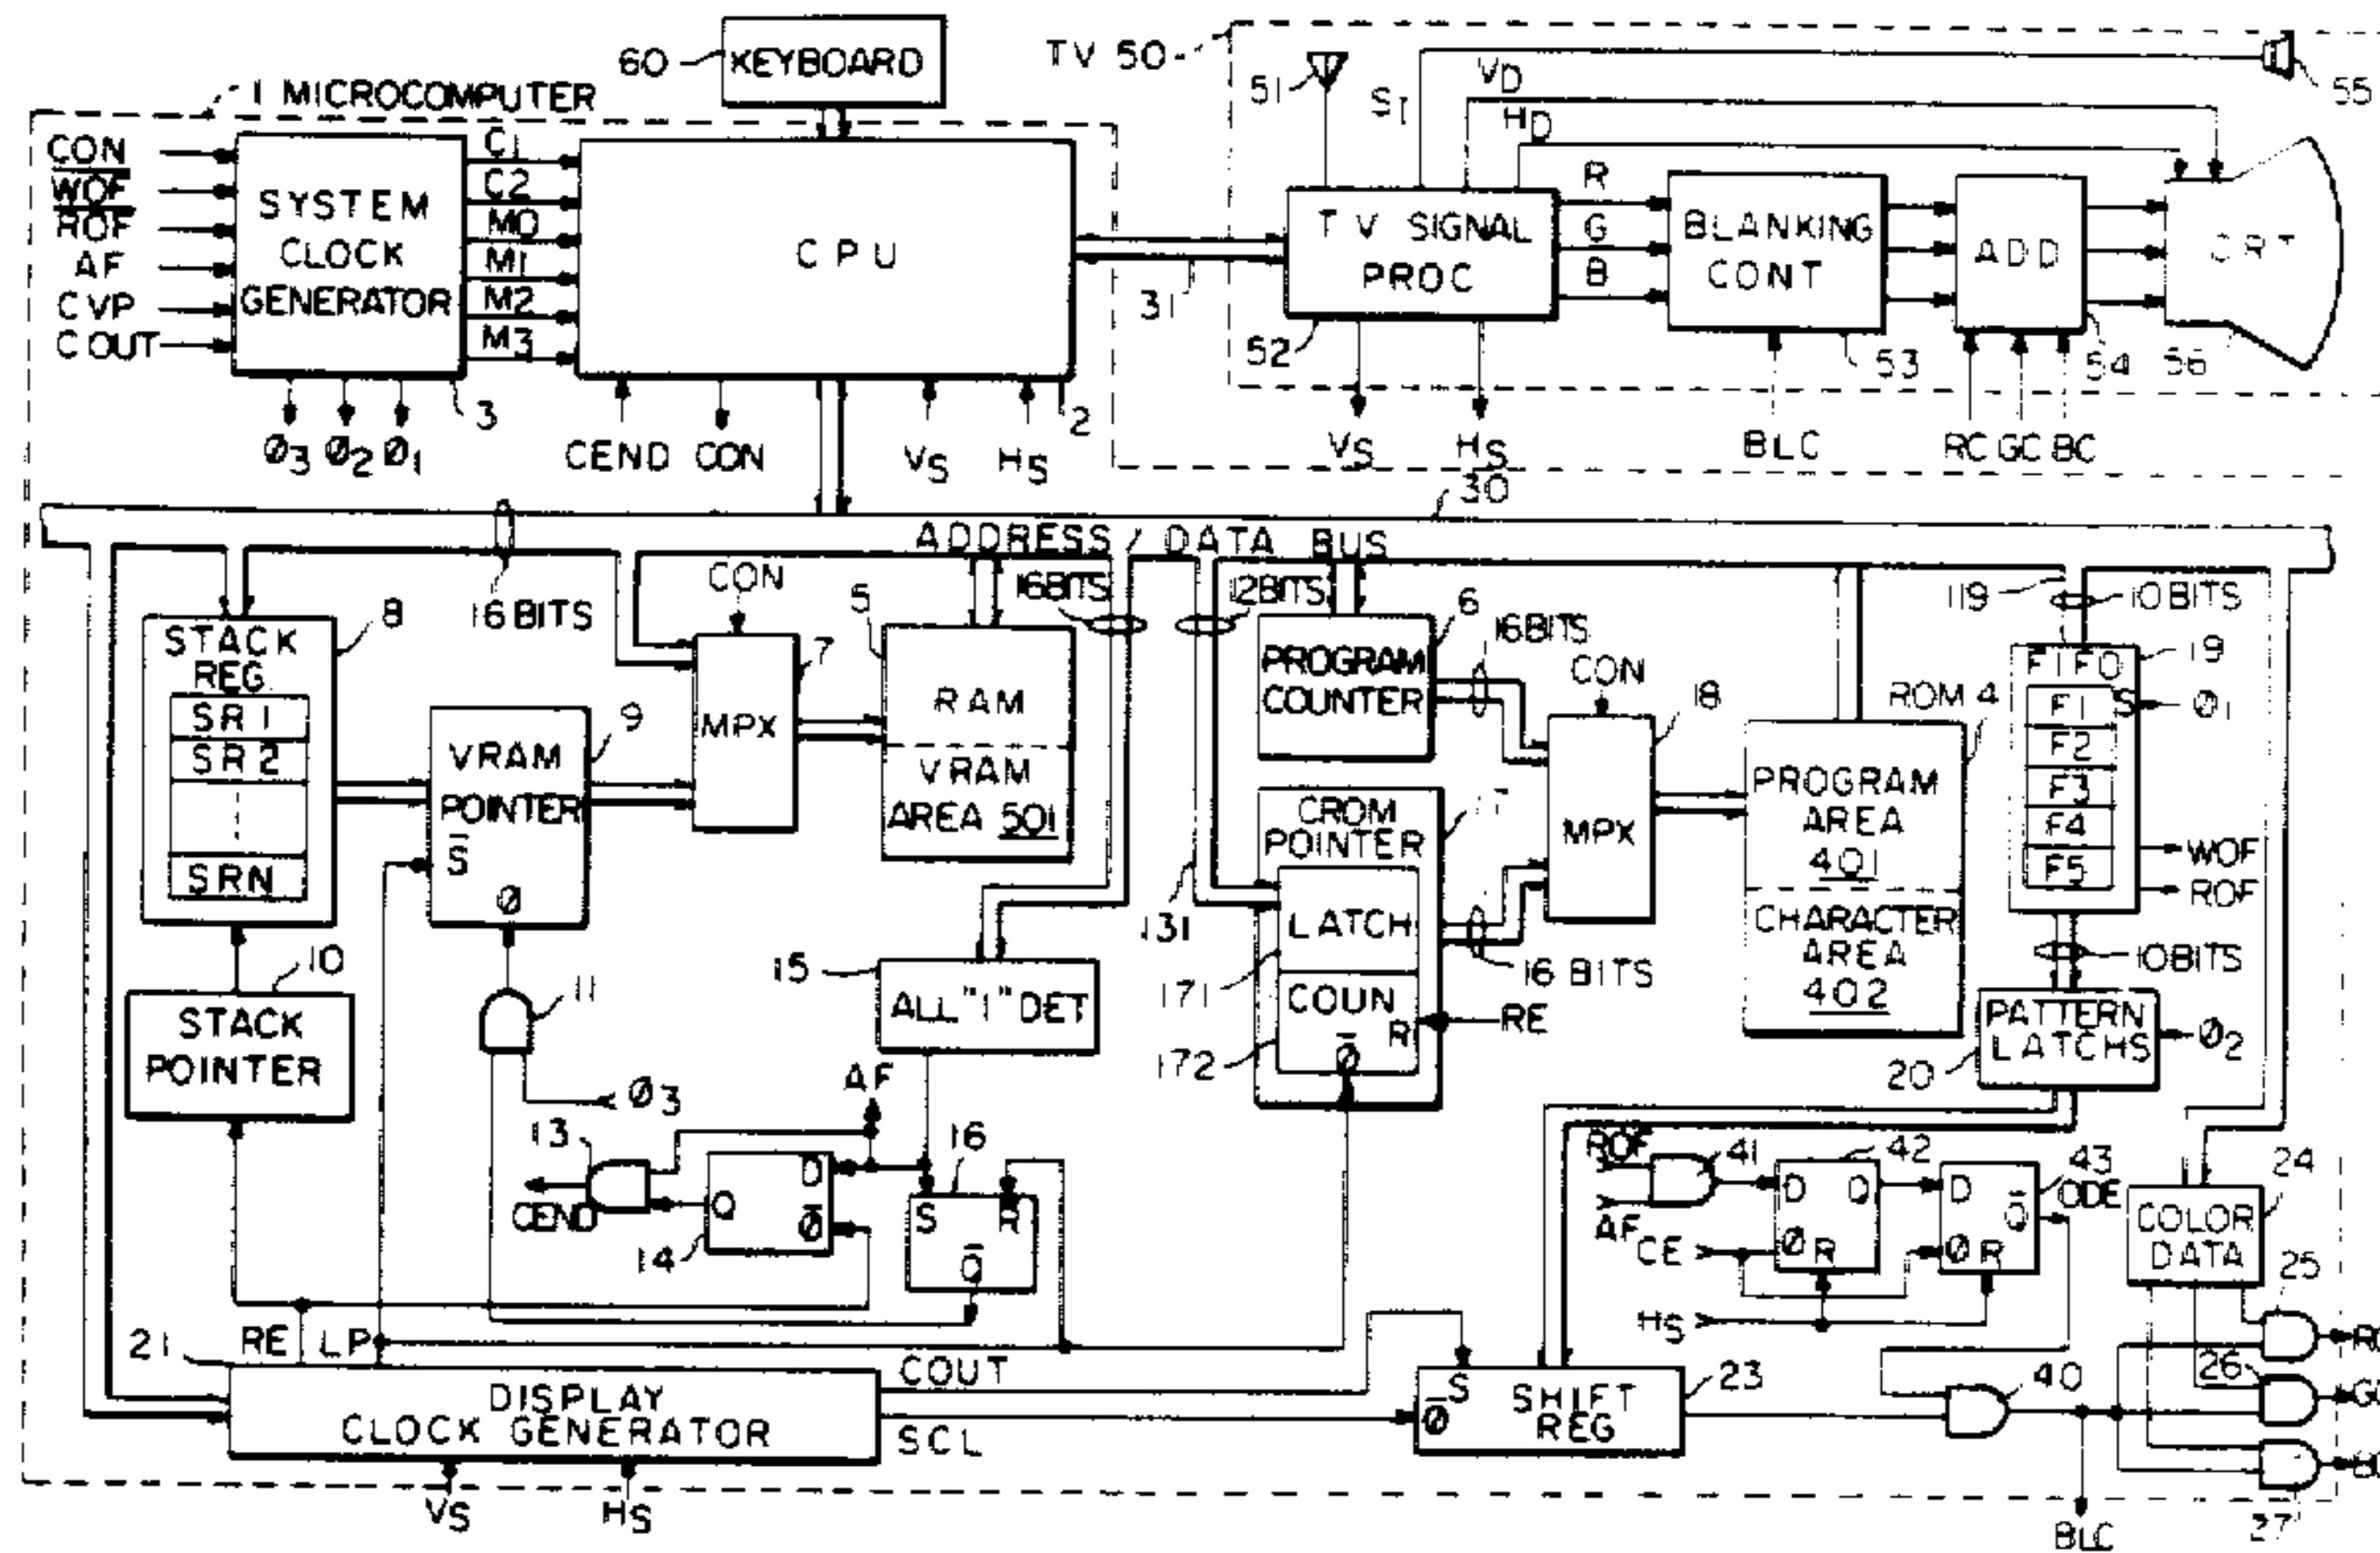 60
KEYBOARD
TV 50
51
SI
VD
HD
55
1 MICROCOMPUTER
CON
WOF
ROF
AF
CVP
COUT
SYSTEM
CLOCK
GENERATOR
C1
C2
M0
M1
M2
M3
CPU
31
TV SIGNAL
PROC
R
G
B
BLANKING
CONT
ADD
CRT
52
53
54
56
3
2
Ø3 Ø2 Ø1
CEND CON
VS
HS
VS
HS
BLC
RC GC BC
30
ADDRESS / DATA BUS
16 BITS
CON
16BITS
12BITS
119
10BITS
STACK
REG
8
SR1
SR2
SRN
VRAM
POINTER
9
S̅
Ø
MPX
7
5
RAM
VRAM
AREA 501
PROGRAM
COUNTER
6
16BITS
CON
18
MPX
ROM 4
PROGRAM
AREA
401
CHARACTER
AREA
402
FIFO
19
F1
S
Ø1
F2
F3
F4
F5
WOF
ROF
10BITS
CROM
POINTER
LATCH
131
171
COUN
R
RE
Ø̅
172
16 BITS
PATTERN
LATCHS
Ø2
20
10
STACK
POINTER
11
Ø3
15
ALL "1" DET
AF
13
CEND
14
D
Q
Ø̅
16
S
R
Q̅
ROF
AF
41
42
D
Q
Ø
R
43
ODE
D
Q̅
Ø
R
CE
HS
24
COLOR
DATA
25
26
27
21
RE
LP
DISPLAY
CLOCK GENERATOR
COUT
SCL
S
Ø̅
SHIFT
REG
23
40
VS
HS
BLC